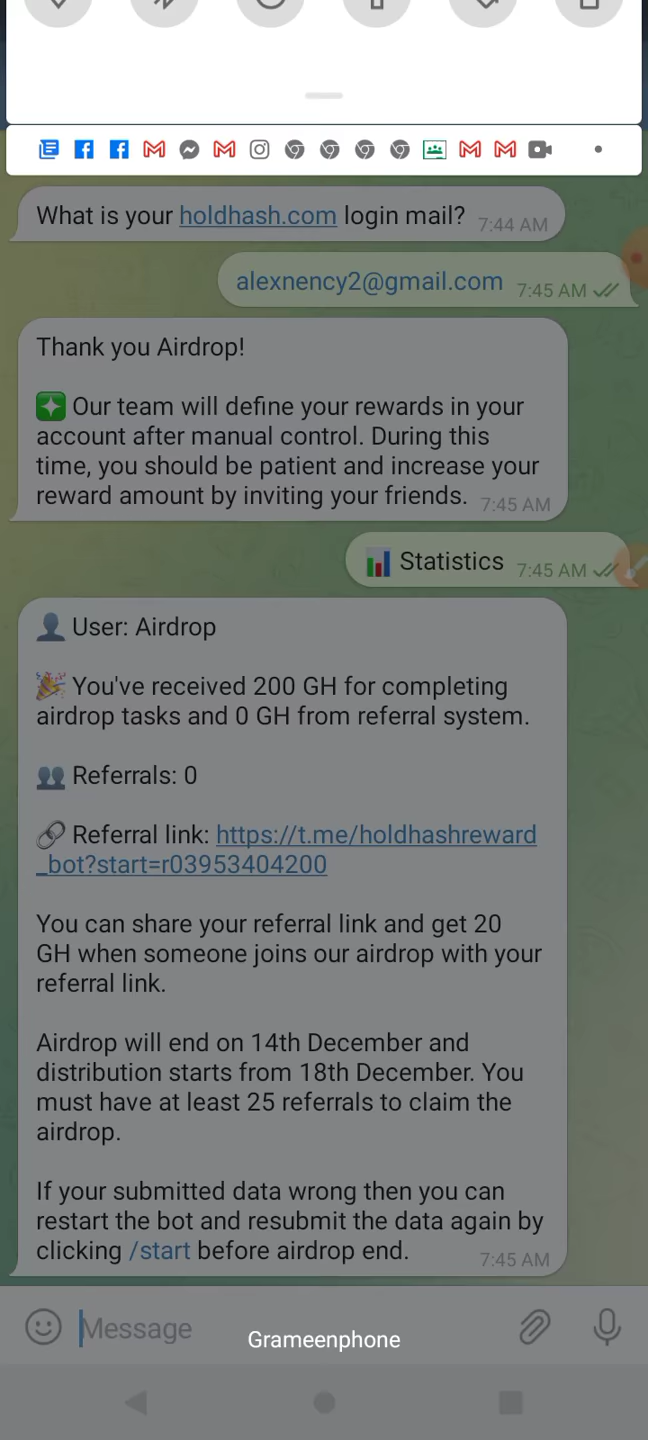 What is your holdhash.com login mail? 7:44 AM
alexnency2@gmail.com 7:45 AM
Thank you Airdrop!
Our team will define your rewards in your
account after manual control. During this
time, you should be patient and increase your
reward amount by inviting your friends. 7:45 AM
Statistics 7:45 AM
User: Airdrop
You've received 200 GH for completing
airdrop tasks and 0 GH from referral system.
Referrals: 0
Referral link: https://t.me/holdhashreward
_bot?start=r03953404200
You can share your referral link and get 20
GH when someone joins our airdrop with your
referral link.
Airdrop will end on 14th December and
distribution starts from 18th December. You
must have at least 25 referrals to claim the
airdrop.
If your submitted data wrong then you can
restart the bot and resubmit the data again by
clicking /start before airdrop end. 7:45 AM
Message
Grameenphone